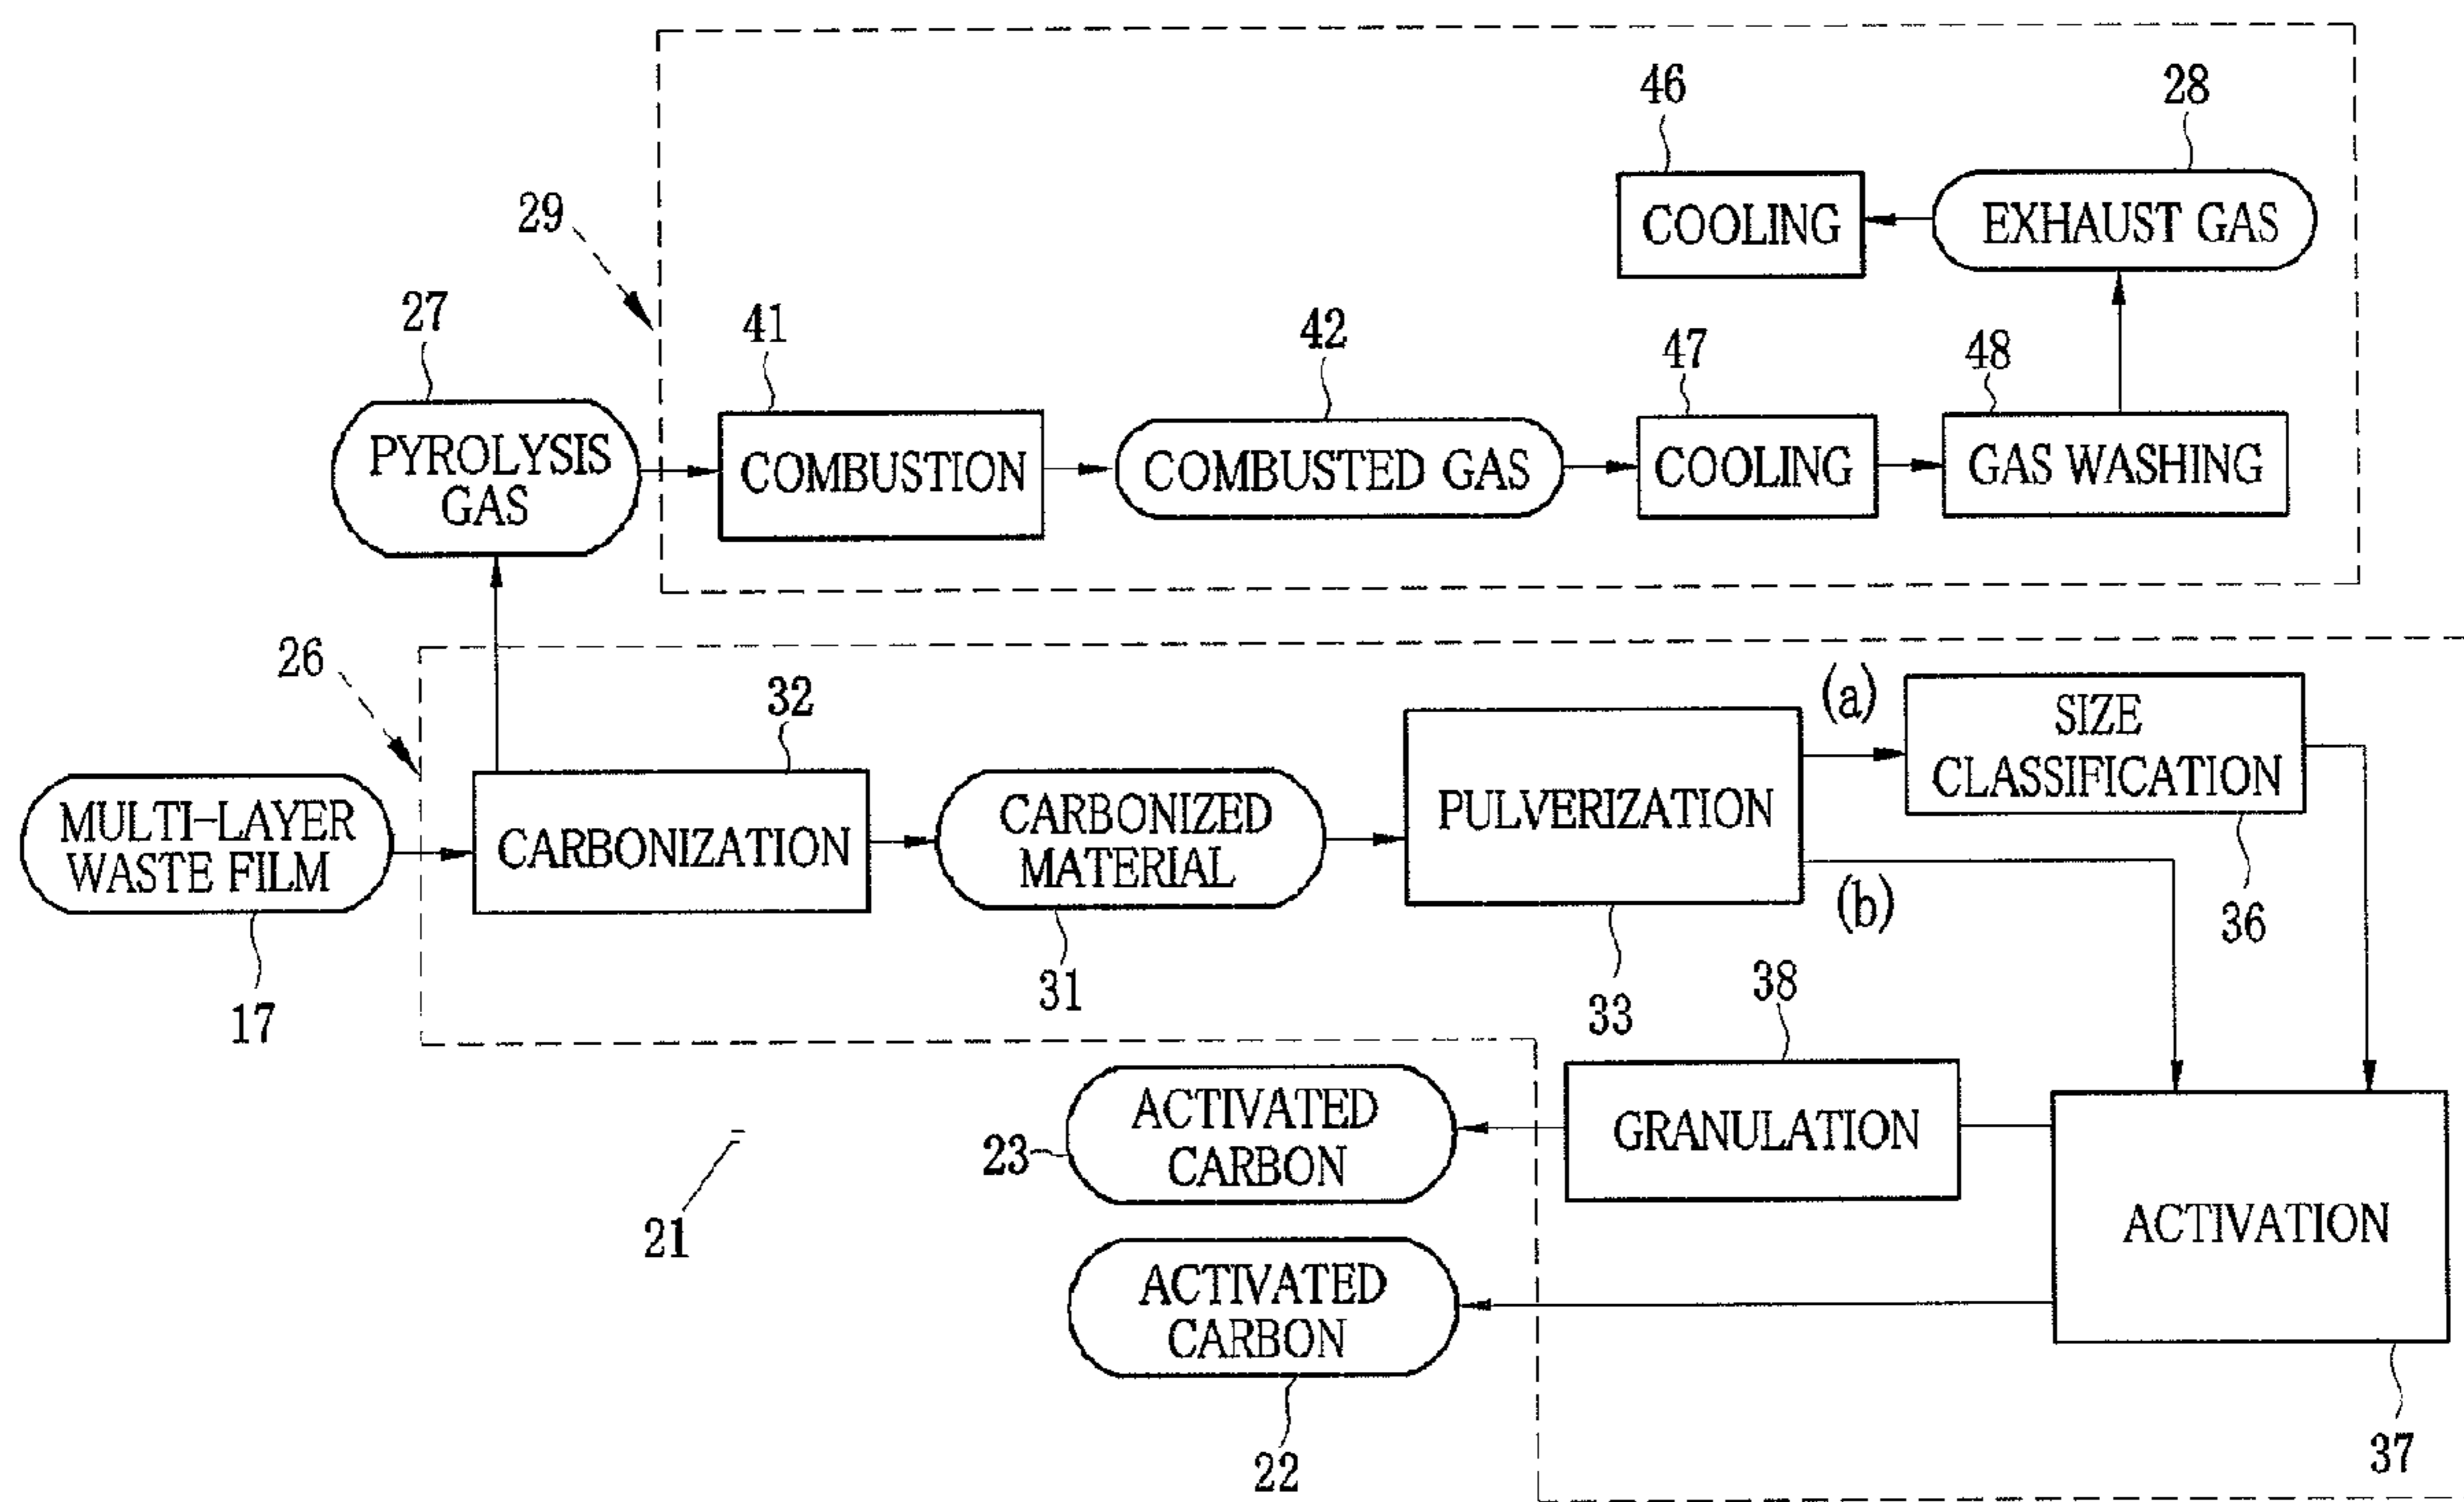 46
28
COOLING
EXHAUST GAS
29
27
41
42
47
48
PYROLYSIS
GAS
COMBUSTION
COMBUSTED GAS
COOLING
GAS WASHING
26
32
(a)
SIZE
CLASSIFICATION
36
MULTI-LAYER
WASTE FILM
17
CARBONIZATION
CARBONIZED
MATERIAL
31
PULVERIZATION
33
(b)
38
23
ACTIVATED
CARBON
GRANULATION
ACTIVATION
37
21
ACTIVATED
CARBON
22